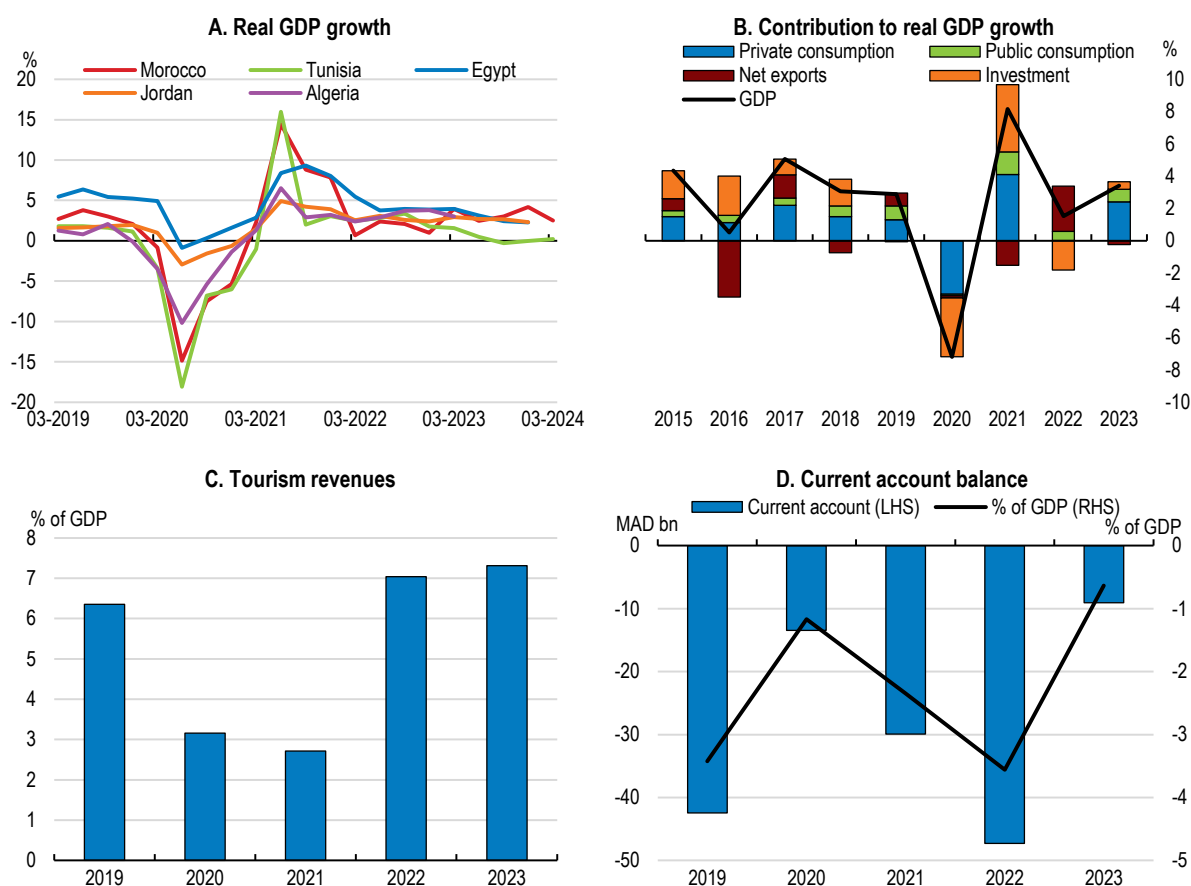 A. Real GDP growth
%
Morocco Tunisia Egypt
Jordan Algeria
20
15
10
5
0
-5
-10
-15
-20
03-2019 03-2020 03-2021 03-2022 03-2023 03-2024
B. Contribution to real GDP growth
Private consumption Public consumption %
Net exports Investment
GDP
10
8
6
4
2
0
-2
-4
-6
-8
-10
2015 2016 2017 2018 2019 2020 2021 2022 2023
C. Tourism revenues
% of GDP
8
7
6
5
4
3
2
1
0
2019 2020 2021 2022 2023
D. Current account balance
Current account (LHS) % of GDP (RHS)
MAD bn % of GDP
0 0
-10 -1
-20 -2
-30 -3
-40 -4
-50 -5
2019 2020 2021 2022 2023